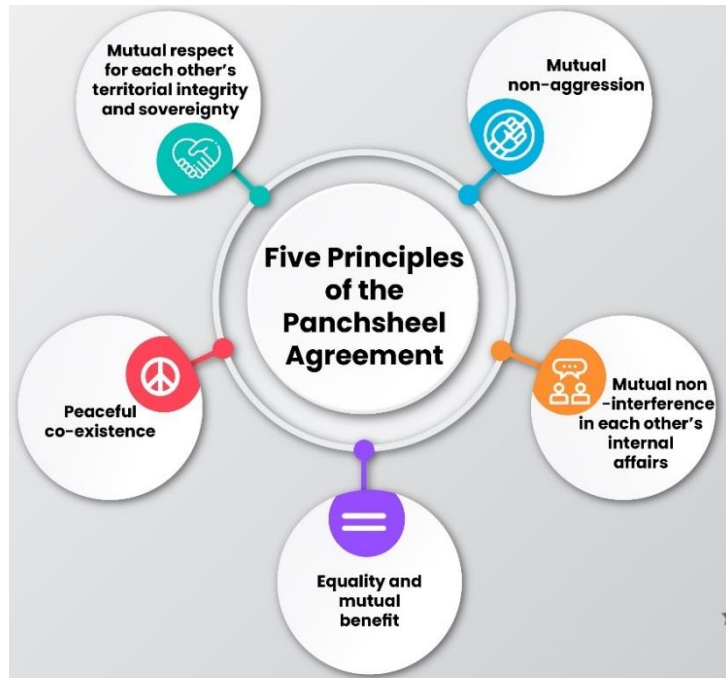 Five Principles
of the
Panchsheel
Agreement
Mutual respect
for each other's
territorial integrity
and sovereignty
Mutual
non-aggression
Mutual non
-interference
in each other's
internal
affairs
Equality and
mutual
benefit
Peaceful
co-existence